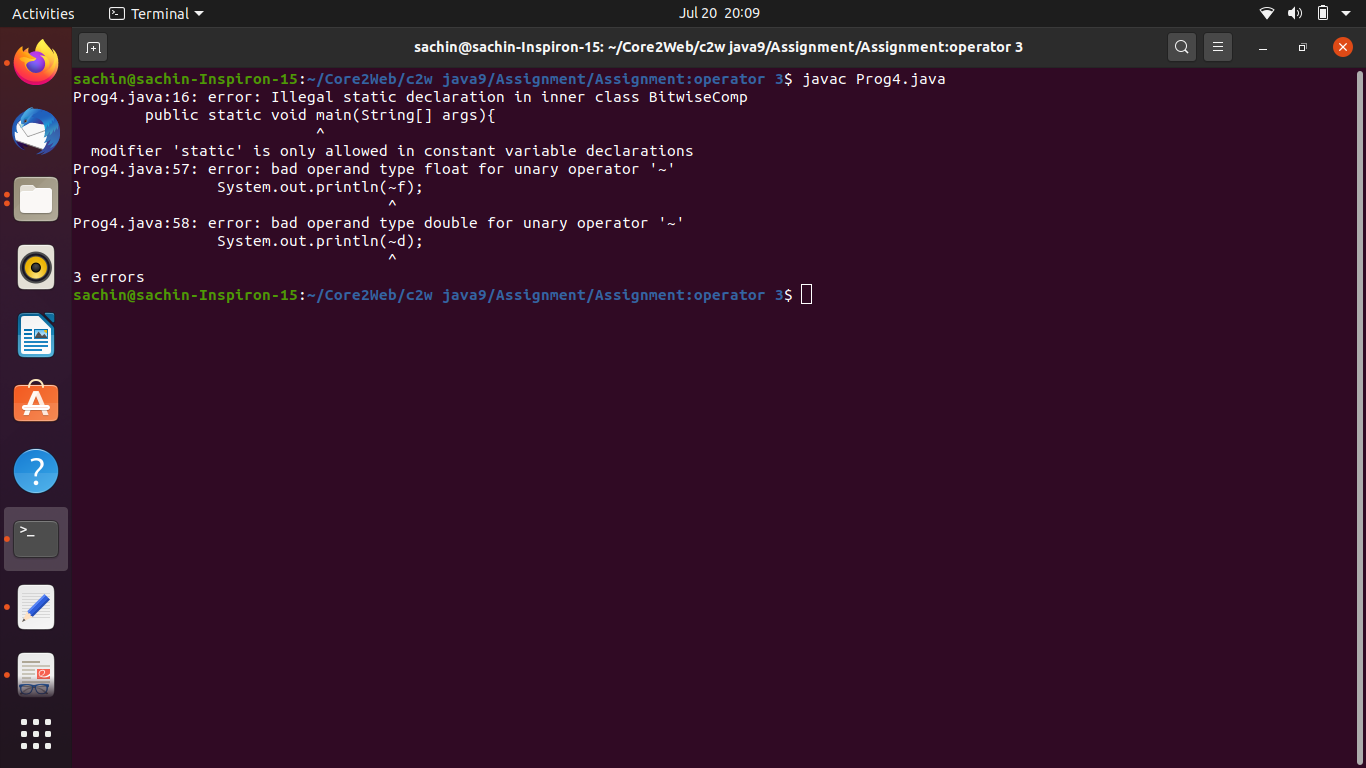 Activities Terminal Jul 20 20:09
sachin@sachin-Inspiron-15: ~/Core2Web/c2w java9/Assignment/Assignment:operator 3
sachin@sachin-Inspiron-15:~/Core2Web/c2w java9/Assignment/Assignment:operator 3$ javac Prog4.java
Prog4.java:16: error: Illegal static declaration in inner class BitwiseComp
        public static void main(String[] args){
                           ^
  modifier 'static' is only allowed in constant variable declarations
Prog4.java:57: error: bad operand type float for unary operator '~'
}               System.out.println(~f);
                                   ^
Prog4.java:58: error: bad operand type double for unary operator '~'
                System.out.println(~d);
                                   ^
3 errors
sachin@sachin-Inspiron-15:~/Core2Web/c2w java9/Assignment/Assignment:operator 3$